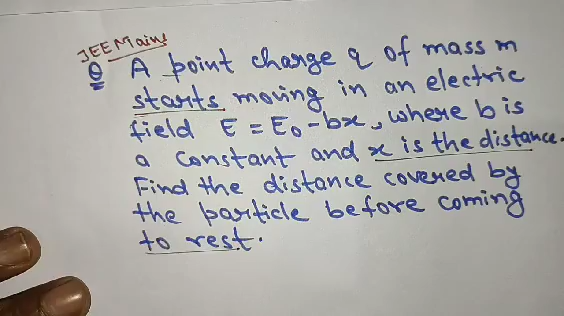 JEE Mains
Q A point charge q of mass m
starts moving in an electric
field E = E₀ - bx, where b is
a constant and x is the distance.
Find the distance covered by
the particle before coming
to rest.